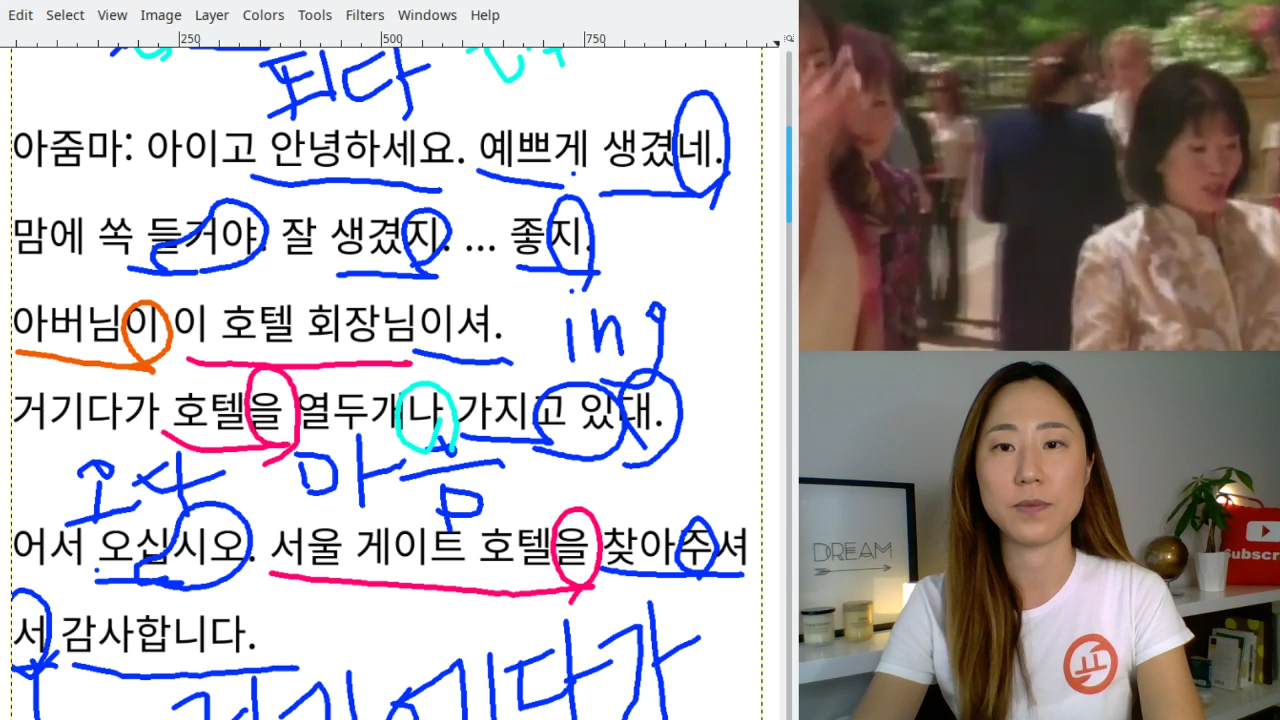 Edit Select View Image Layer Colors Tools Filters Windows Help
250 500 750
되다
아줌마: 아이고 안녕하세요. 예쁘게 생겼네.
맘에 쏙 들거야. 잘 생겼지. ... 좋지.
아버님이 이 호텔 회장님이셔.
ing
거기다가 호텔을 열두개나 가지고 있대.
마음
어서 오십시오. 서울 게이트 호텔을 찾아주셔
서 감사합니다.
DREAM
Subscr